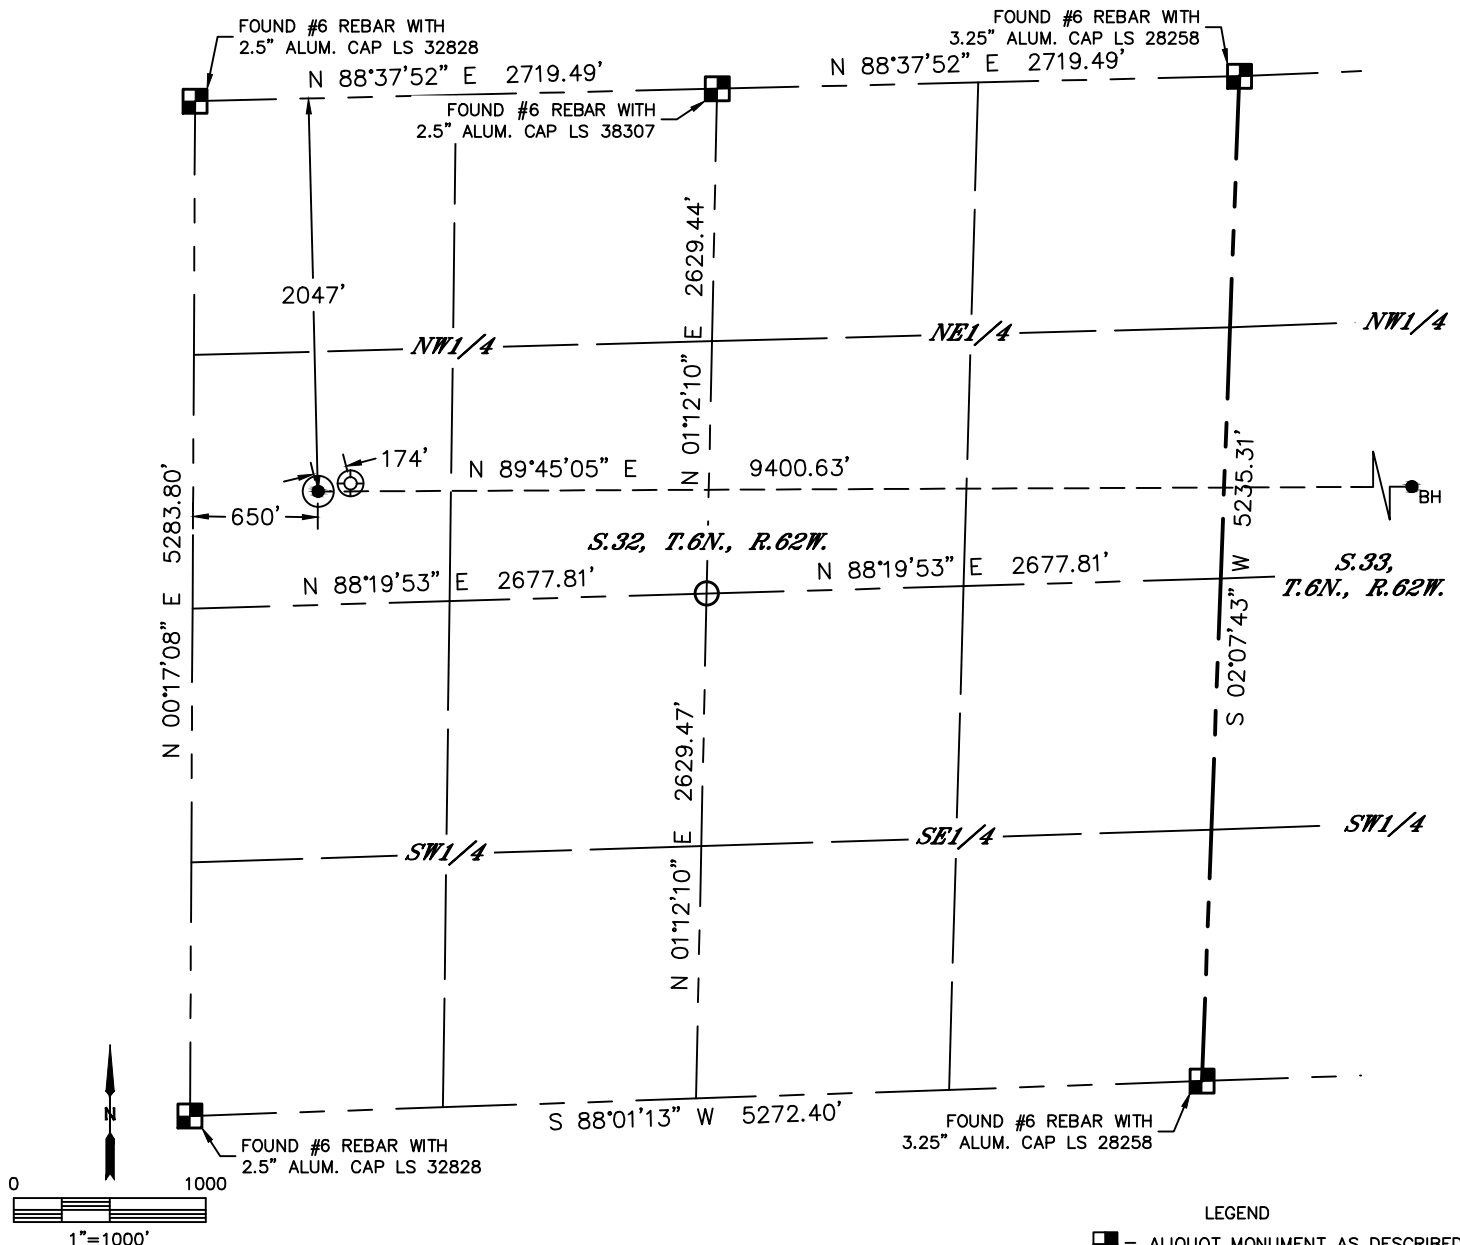 FOUND #6 REBAR WITH
2.5" ALUM. CAP LS 32828
FOUND #6 REBAR WITH
3.25" ALUM. CAP LS 28258
N 88°37'52" E 2719.49'
N 88°37'52" E 2719.49'
FOUND #6 REBAR WITH
2.5" ALUM. CAP LS 38307
2047'
N 01°12'10" E 2629.44'
NW1/4
NE1/4
NW1/4
174'
N 89°45'05" E 9400.63'
BH
650'
N 00°17'08" E 5283.80'
S 02°07'43" W 5235.31'
S.32, T.6N., R.62W.
S.33,
T.6N., R.62W.
N 88°19'53" E 2677.81'
N 88°19'53" E 2677.81'
N 01°12'10" E 2629.47'
SW1/4
SE1/4
SW1/4
S 88°01'13" W 5272.40'
FOUND #6 REBAR WITH
2.5" ALUM. CAP LS 32828
FOUND #6 REBAR WITH
3.25" ALUM. CAP LS 28258
N
0 1000
1"=1000'
LEGEND
= ALIQUOT MONUMENT AS DESCRIBED